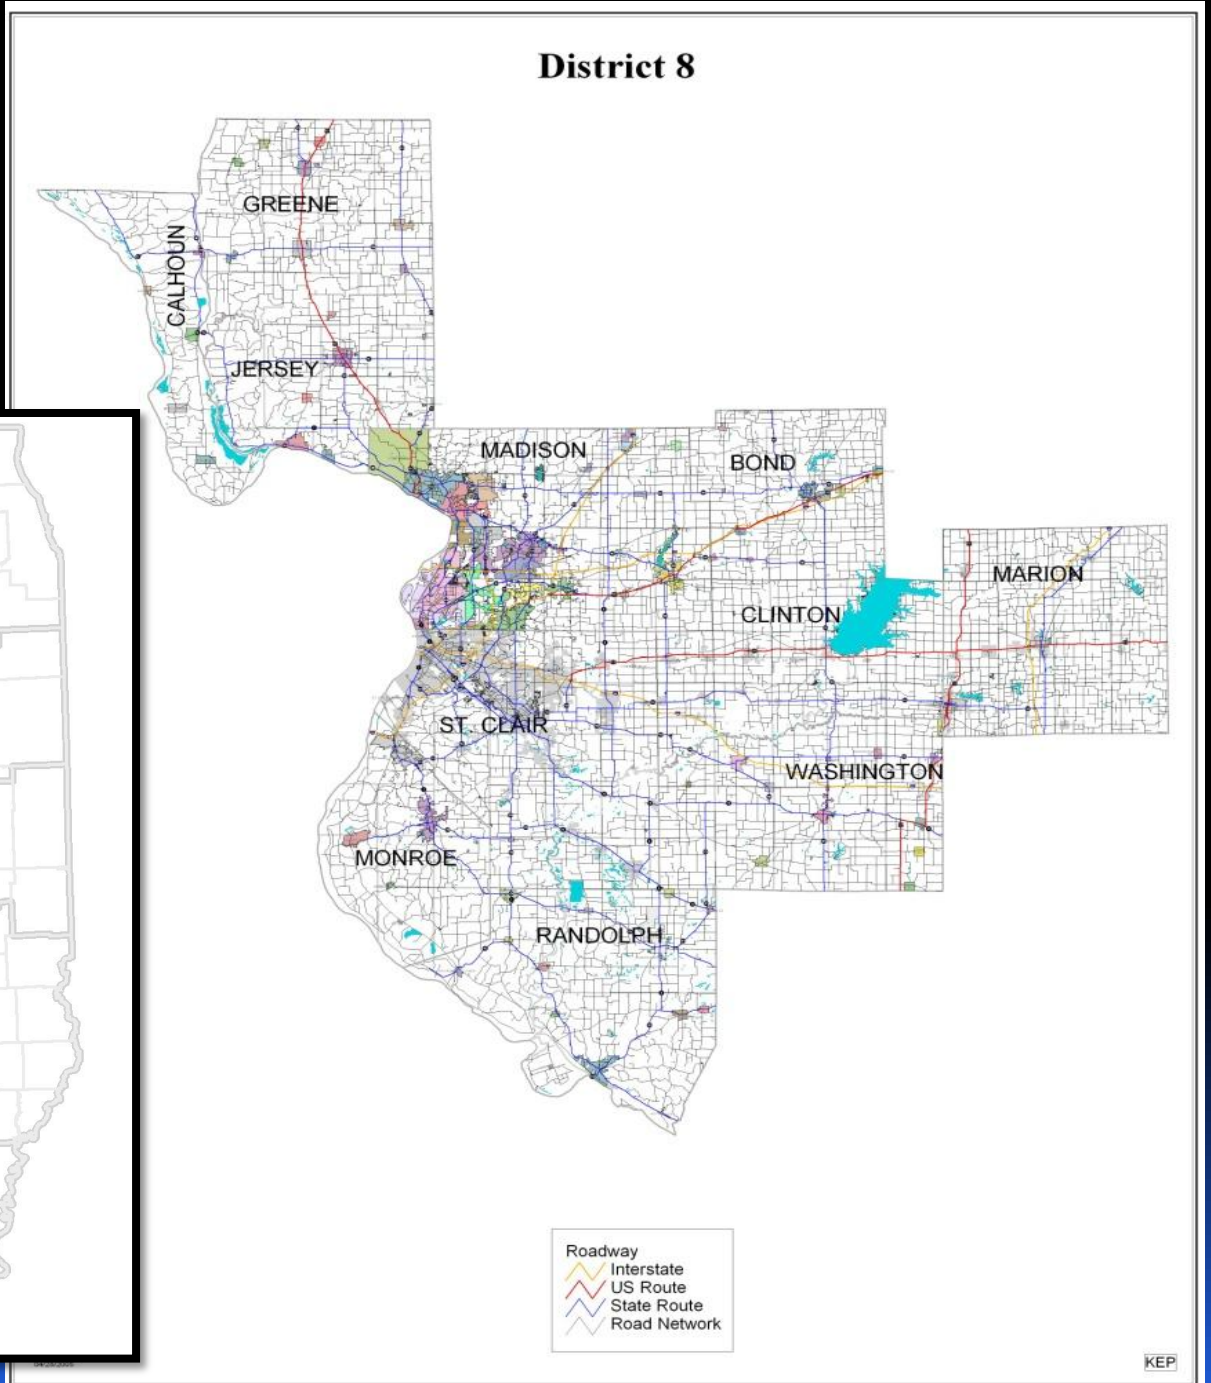 District 8
GREENE
CALHOUN
JERSEY
MADISON
BOND
MARION
CLINTON
ST. CLAIR
WASHINGTON
MONROE
RANDOLPH
Roadway
Interstate
US Route
State Route
Road Network
KEP